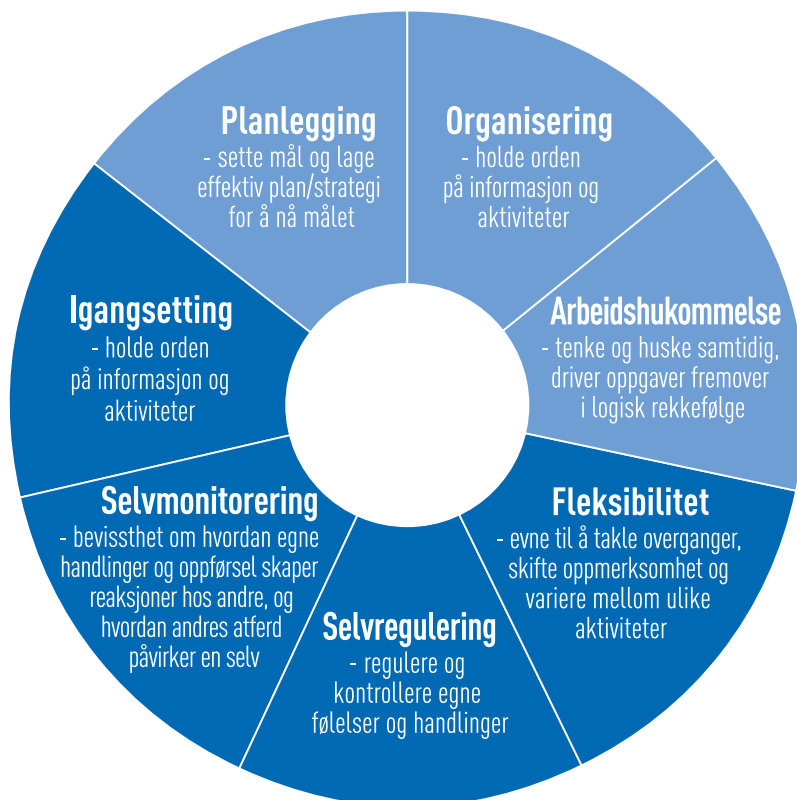 Planlegging
- sette mål og lage
effektiv plan/strategi
for å nå målet
Organisering
- holde orden
på informasjon og
aktiviteter
Arbeidshukommelse
- tenke og huske samtidig,
driver oppgaver fremover
i logisk rekkefølge
Fleksibilitet
- evne til å takle overganger,
skifte oppmerksomhet og
variere mellom ulike
aktiviteter
Selvregulering
- regulere og
kontrollere egne
følelser og handlinger
Selvmonitorering
- bevissthet om hvordan egne
handlinger og oppførsel skaper
reaksjoner hos andre, og
hvordan andres atferd
påvirker en selv
Igangsetting
- holde orden
på informasjon og
aktiviteter